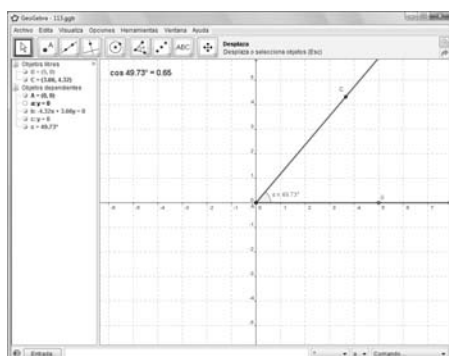 GeoGebra - 113.ggb
Archivo Edita Visualiza Opciones Herramientas Ventana Ayuda
ABC
Desplaza
Desplaza o selecciona objetos (Esc)
Objetos libres
B = (5, 0)
C = (3.66, 4.32)
Objetos dependientes
A = (0, 0)
a: y = 0
b: -4.32x + 3.66y = 0
c: y = 0
α = 49.73°
cos 49.73° = 0.65
C
α = 49.73°
Entrada
Comando...